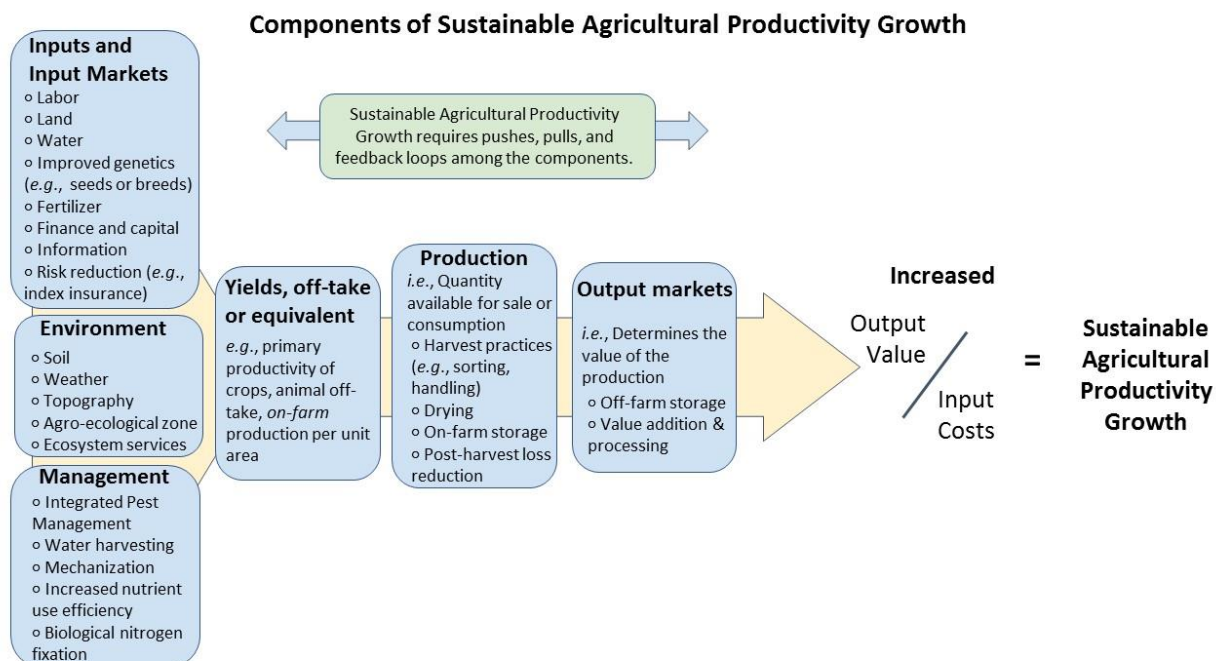 Components of Sustainable Agricultural Productivity Growth
Inputs and
Input Markets
○ Labor
○ Land
○ Water
○ Improved genetics
(e.g., seeds or breeds)
○ Fertilizer
○ Finance and capital
○ Information
○ Risk reduction (e.g.,
index insurance)
Sustainable Agricultural Productivity
Growth requires pushes, pulls, and
feedback loops among the components.
Environment
○ Soil
○ Weather
○ Topography
○ Agro-ecological zone
○ Ecosystem services
Management
○ Integrated Pest
Management
○ Water harvesting
○ Mechanization
○ Increased nutrient
use efficiency
○ Biological nitrogen
fixation
Yields, off-take
or equivalent
e.g., primary
productivity of
crops, animal off-
take, on-farm
production per unit
area
Production
i.e., Quantity
available for sale or
consumption
○ Harvest practices
(e.g., sorting,
handling)
○ Drying
○ On-farm storage
○ Post-harvest loss
reduction
Output markets
i.e., Determines the
value of the
production
○ Off-farm storage
○ Value addition &
processing
Increased
Output
Value
Input
Costs
=
Sustainable
Agricultural
Productivity
Growth